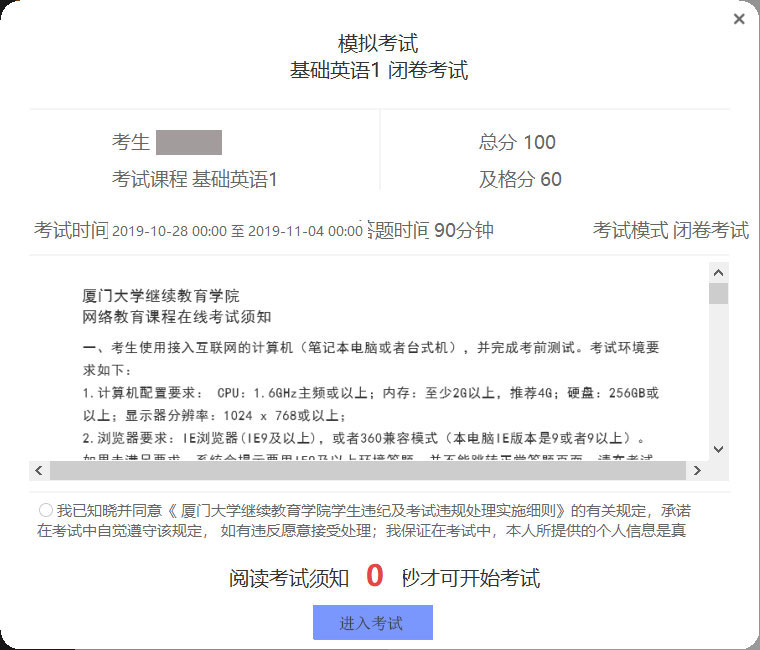 模拟考试
基础英语1 闭卷考试
考生
总分 100
考试课程 基础英语1
及格分 60
考试时间 2019-10-28 00:00 至 2019-11-04 00:00 答题时间 90分钟 考试模式 闭卷考试
厦门大学继续教育学院
网络教育课程在线考试须知
一、考生使用接入互联网的计算机（笔记本电脑或者台式机），并完成考前测试。考试环境要
求如下：
1.计算机配置要求： CPU：1.6GHz主频或以上；内存：至少2G以上，推荐4G；硬盘：256GB或
以上；显示器分辨率：1024 x 768或以上；
2.浏览器要求：IE浏览器(IE9及以上)，或者360兼容模式（本电脑IE版本是9或者9以上）。
我已知晓并同意《 厦门大学继续教育学院学生违纪及考试违规处理实施细则》的有关规定，承诺
在考试中自觉遵守该规定， 如有违反愿意接受处理；我保证在考试中，本人所提供的个人信息是真
阅读考试须知 0 秒才可开始考试
进入考试